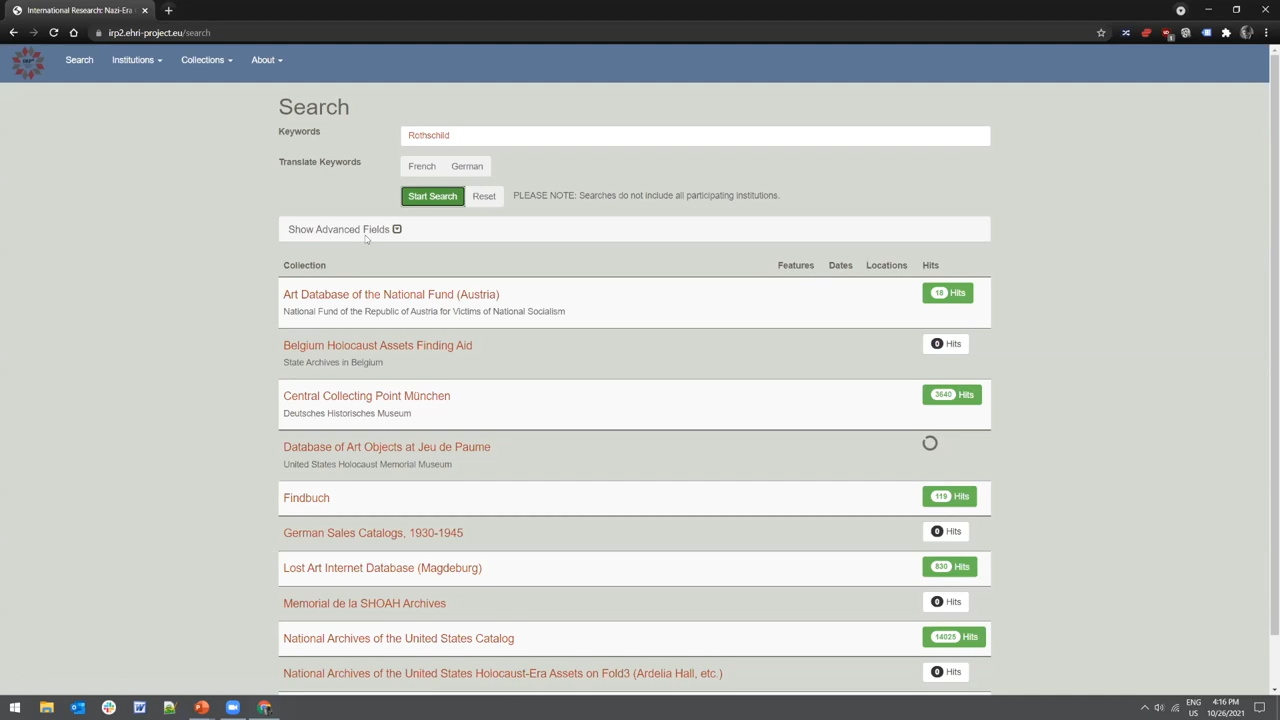 International Research: Nazi-Era
irp2.ehri-project.eu/search
Search
Institutions
Collections
About
Search
Keywords
Rothschild
Translate Keywords
French
German
Start Search
Reset
PLEASE NOTE: Searches do not include all participating institutions.
Show Advanced Fields
Collection
Features
Dates
Locations
Hits
Art Database of the National Fund (Austria)
18 Hits
National Fund of the Republic of Austria for Victims of National Socialism
Belgium Holocaust Assets Finding Aid
0 Hits
State Archives in Belgium
Central Collecting Point München
3640 Hits
Deutsches Historisches Museum
Database of Art Objects at Jeu de Paume
United States Holocaust Memorial Museum
Findbuch
119 Hits
German Sales Catalogs, 1930-1945
0 Hits
Lost Art Internet Database (Magdeburg)
830 Hits
Memorial de la SHOAH Archives
0 Hits
National Archives of the United States Catalog
14025 Hits
National Archives of the United States Holocaust-Era Assets on Fold3 (Ardelia Hall, etc.)
0 Hits
ENG
US
4:16 PM
10/26/2021